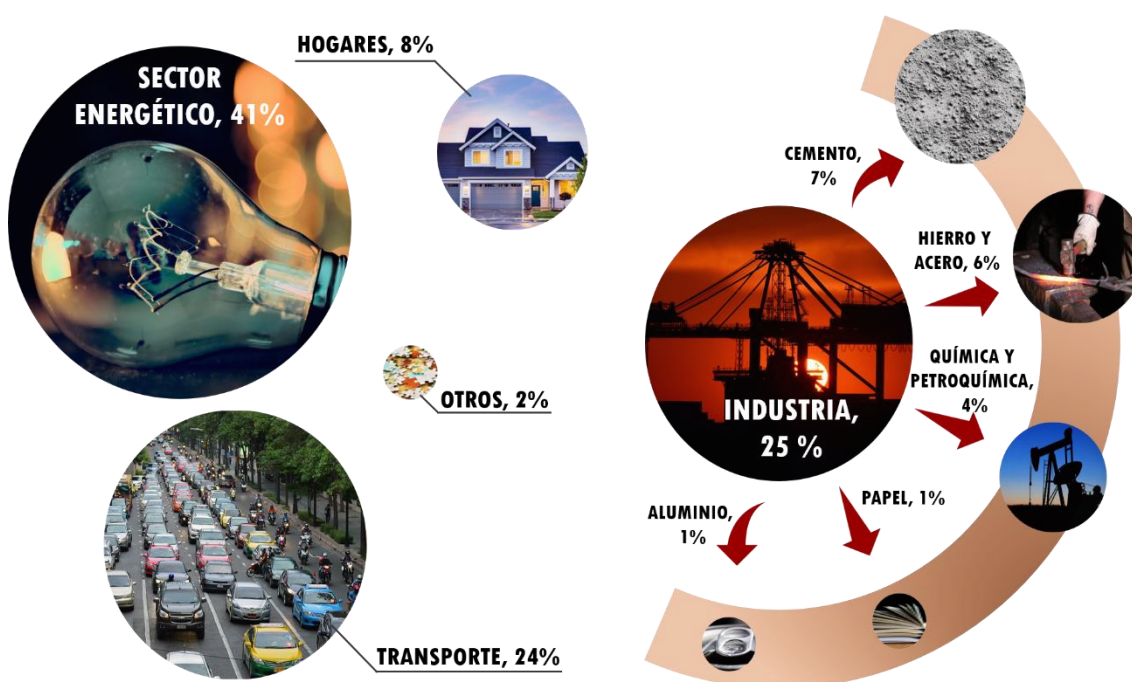 HOGARES, 8%
SECTOR
ENERGÉTICO, 41%
OTROS, 2%
TRANSPORTE, 24%
CEMENTO,
7%
HIERRO Y
ACERO, 6%
QUÍMICA Y
PETROQUÍMICA,
4%
INDUSTRIA,
25 %
PAPEL, 1%
ALUMINIO,
1%